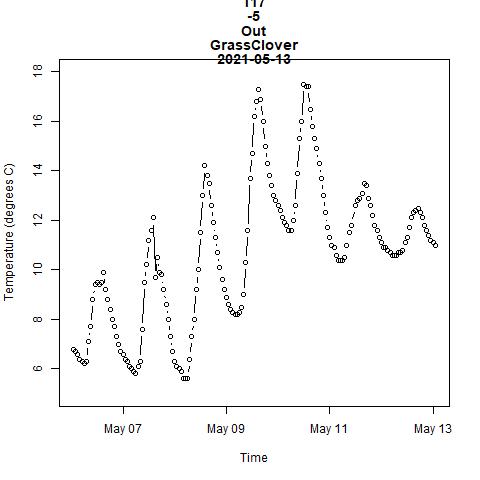 117
-5
Out
GrassClover
2021-05-13
Temperature (degrees C)
18
16
14
12
10
8
6
May 07
May 09
May 11
May 13
Time